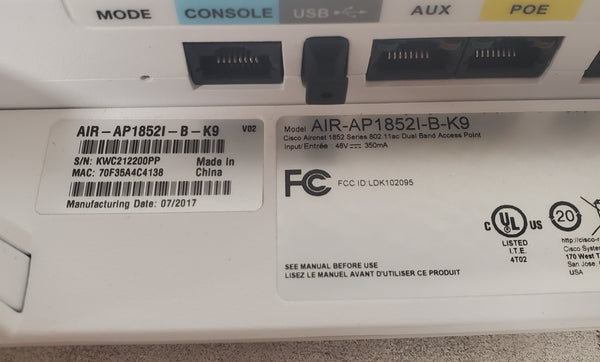 MODE CONSOLE USB AUX POE
AIR-AP1852I-B-K9 V02
S/N: KWC212200PP Made in
MAC: 70F35A4C4138 China
Manufacturing Date: 07/2017
Model AIR-AP1852I-B-K9
Cisco Aironet 1852 Series 802.11ac Dual Band Access Point
Input/Entrée : 48V ⎓ 350mA
FC FCC ID:LDK102095
C UL US 20
LISTED
I.T.E.
4T02
SEE MANUAL BEFORE USE
LISEZ LE MANUEL AVANT D'UTILISER CE PRODUIT
http://cisco-r
Cisco System
170 West T
San Jose, C
USA